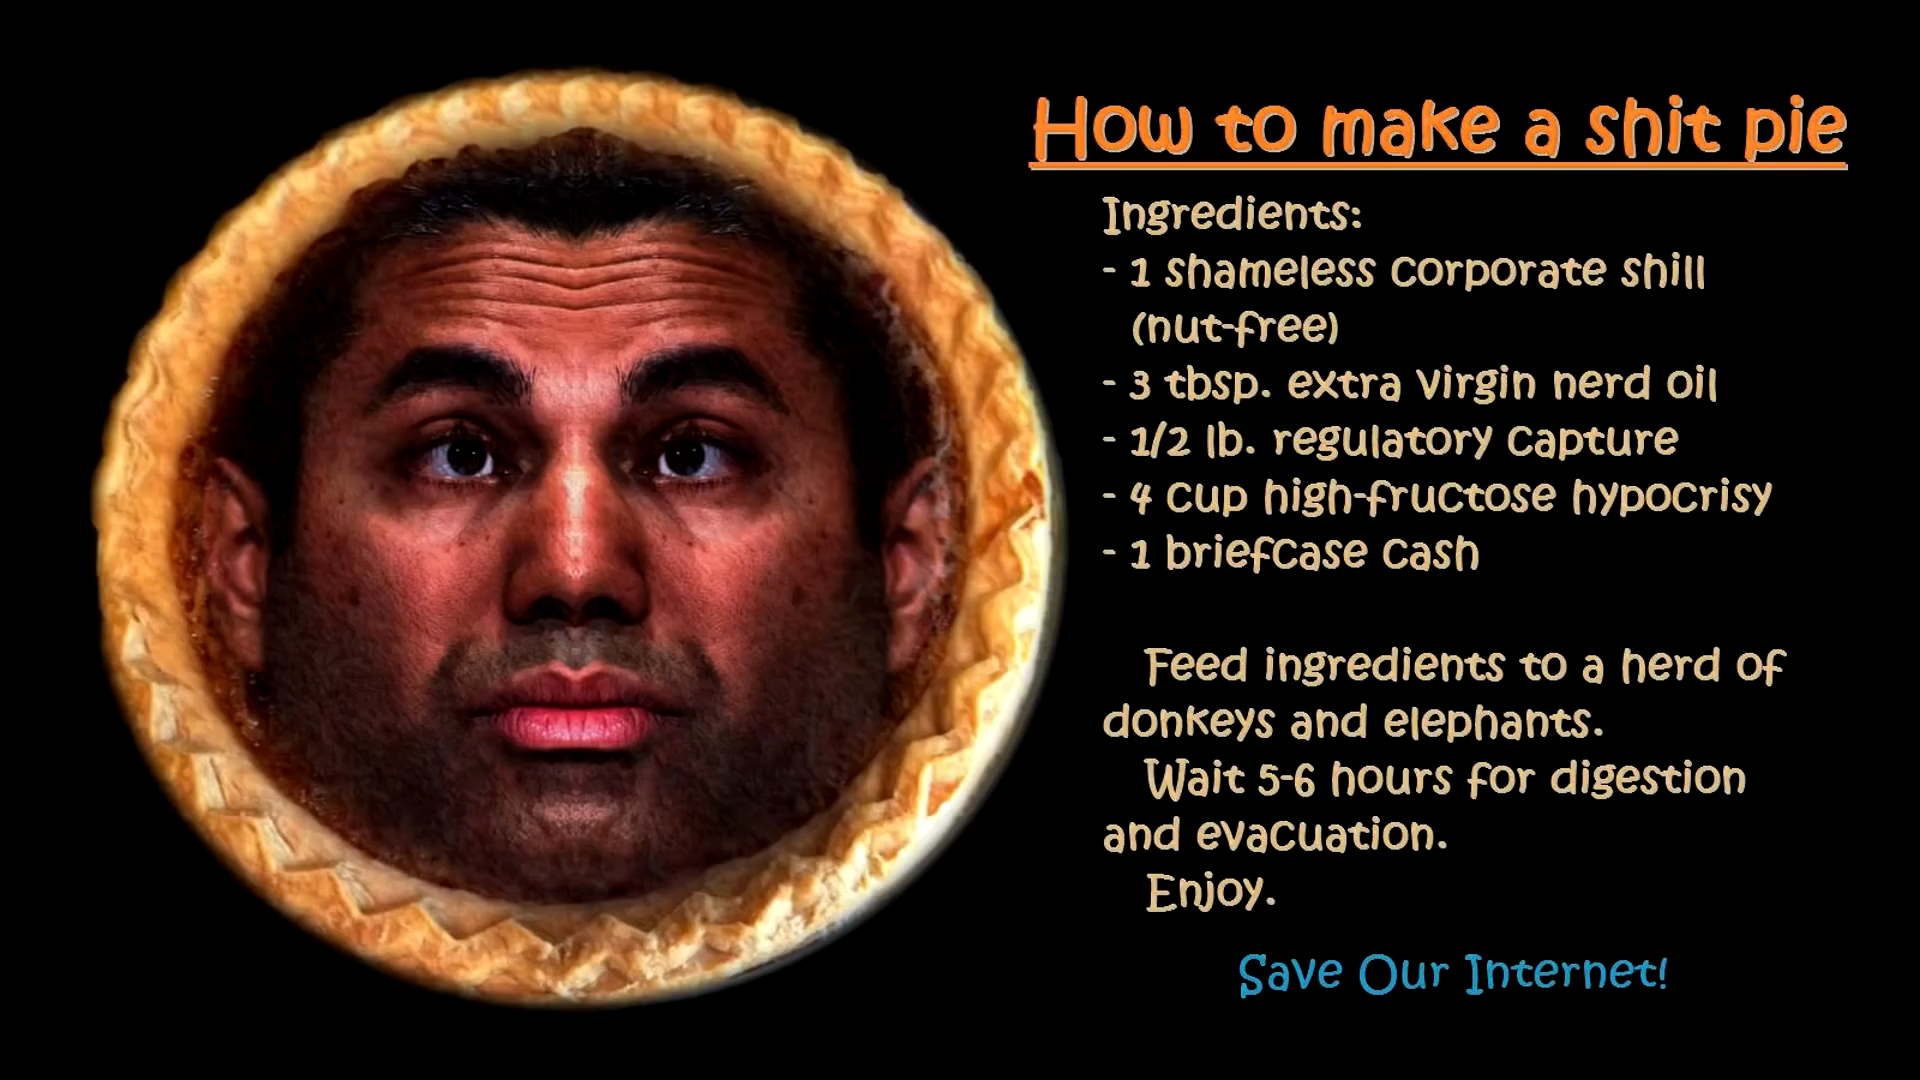 How to make a shit pie
Ingredients:
- 1 shameless corporate shill
(nut-free)
- 3 tbsp. extra virgin nerd oil
- 1/2 lb. regulatory capture
- 4 cup high-fructose hypocrisy
- 1 briefcase cash
Feed ingredients to a herd of
donkeys and elephants.
Wait 5-6 hours for digestion
and evacuation.
Enjoy.
Save Our Internet!